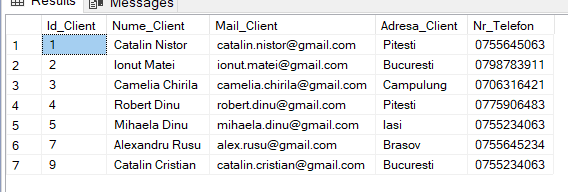 Results Messages
Id_Client Nume_Client Mail_Client Adresa_Client Nr_Telefon
1 1 Catalin Nistor catalin.nistor@gmail.com Pitesti 0755645063
2 2 Ionut Matei ionut.matei@gmail.com Bucuresti 0798783911
3 3 Camelia Chirila camelia.chirila@gmail.com Campulung 0706316421
4 4 Robert Dinu robert.dinu@gmail.com Pitesti 0775906483
5 5 Mihaela Dinu mihaela.dinu@gmail.com Iasi 0755234063
6 7 Alexandru Rusu alex.rusu@gmail.com Brasov 0755645234
7 9 Catalin Cristian catalin.cristian@gmail.com Bucuresti 0755234063